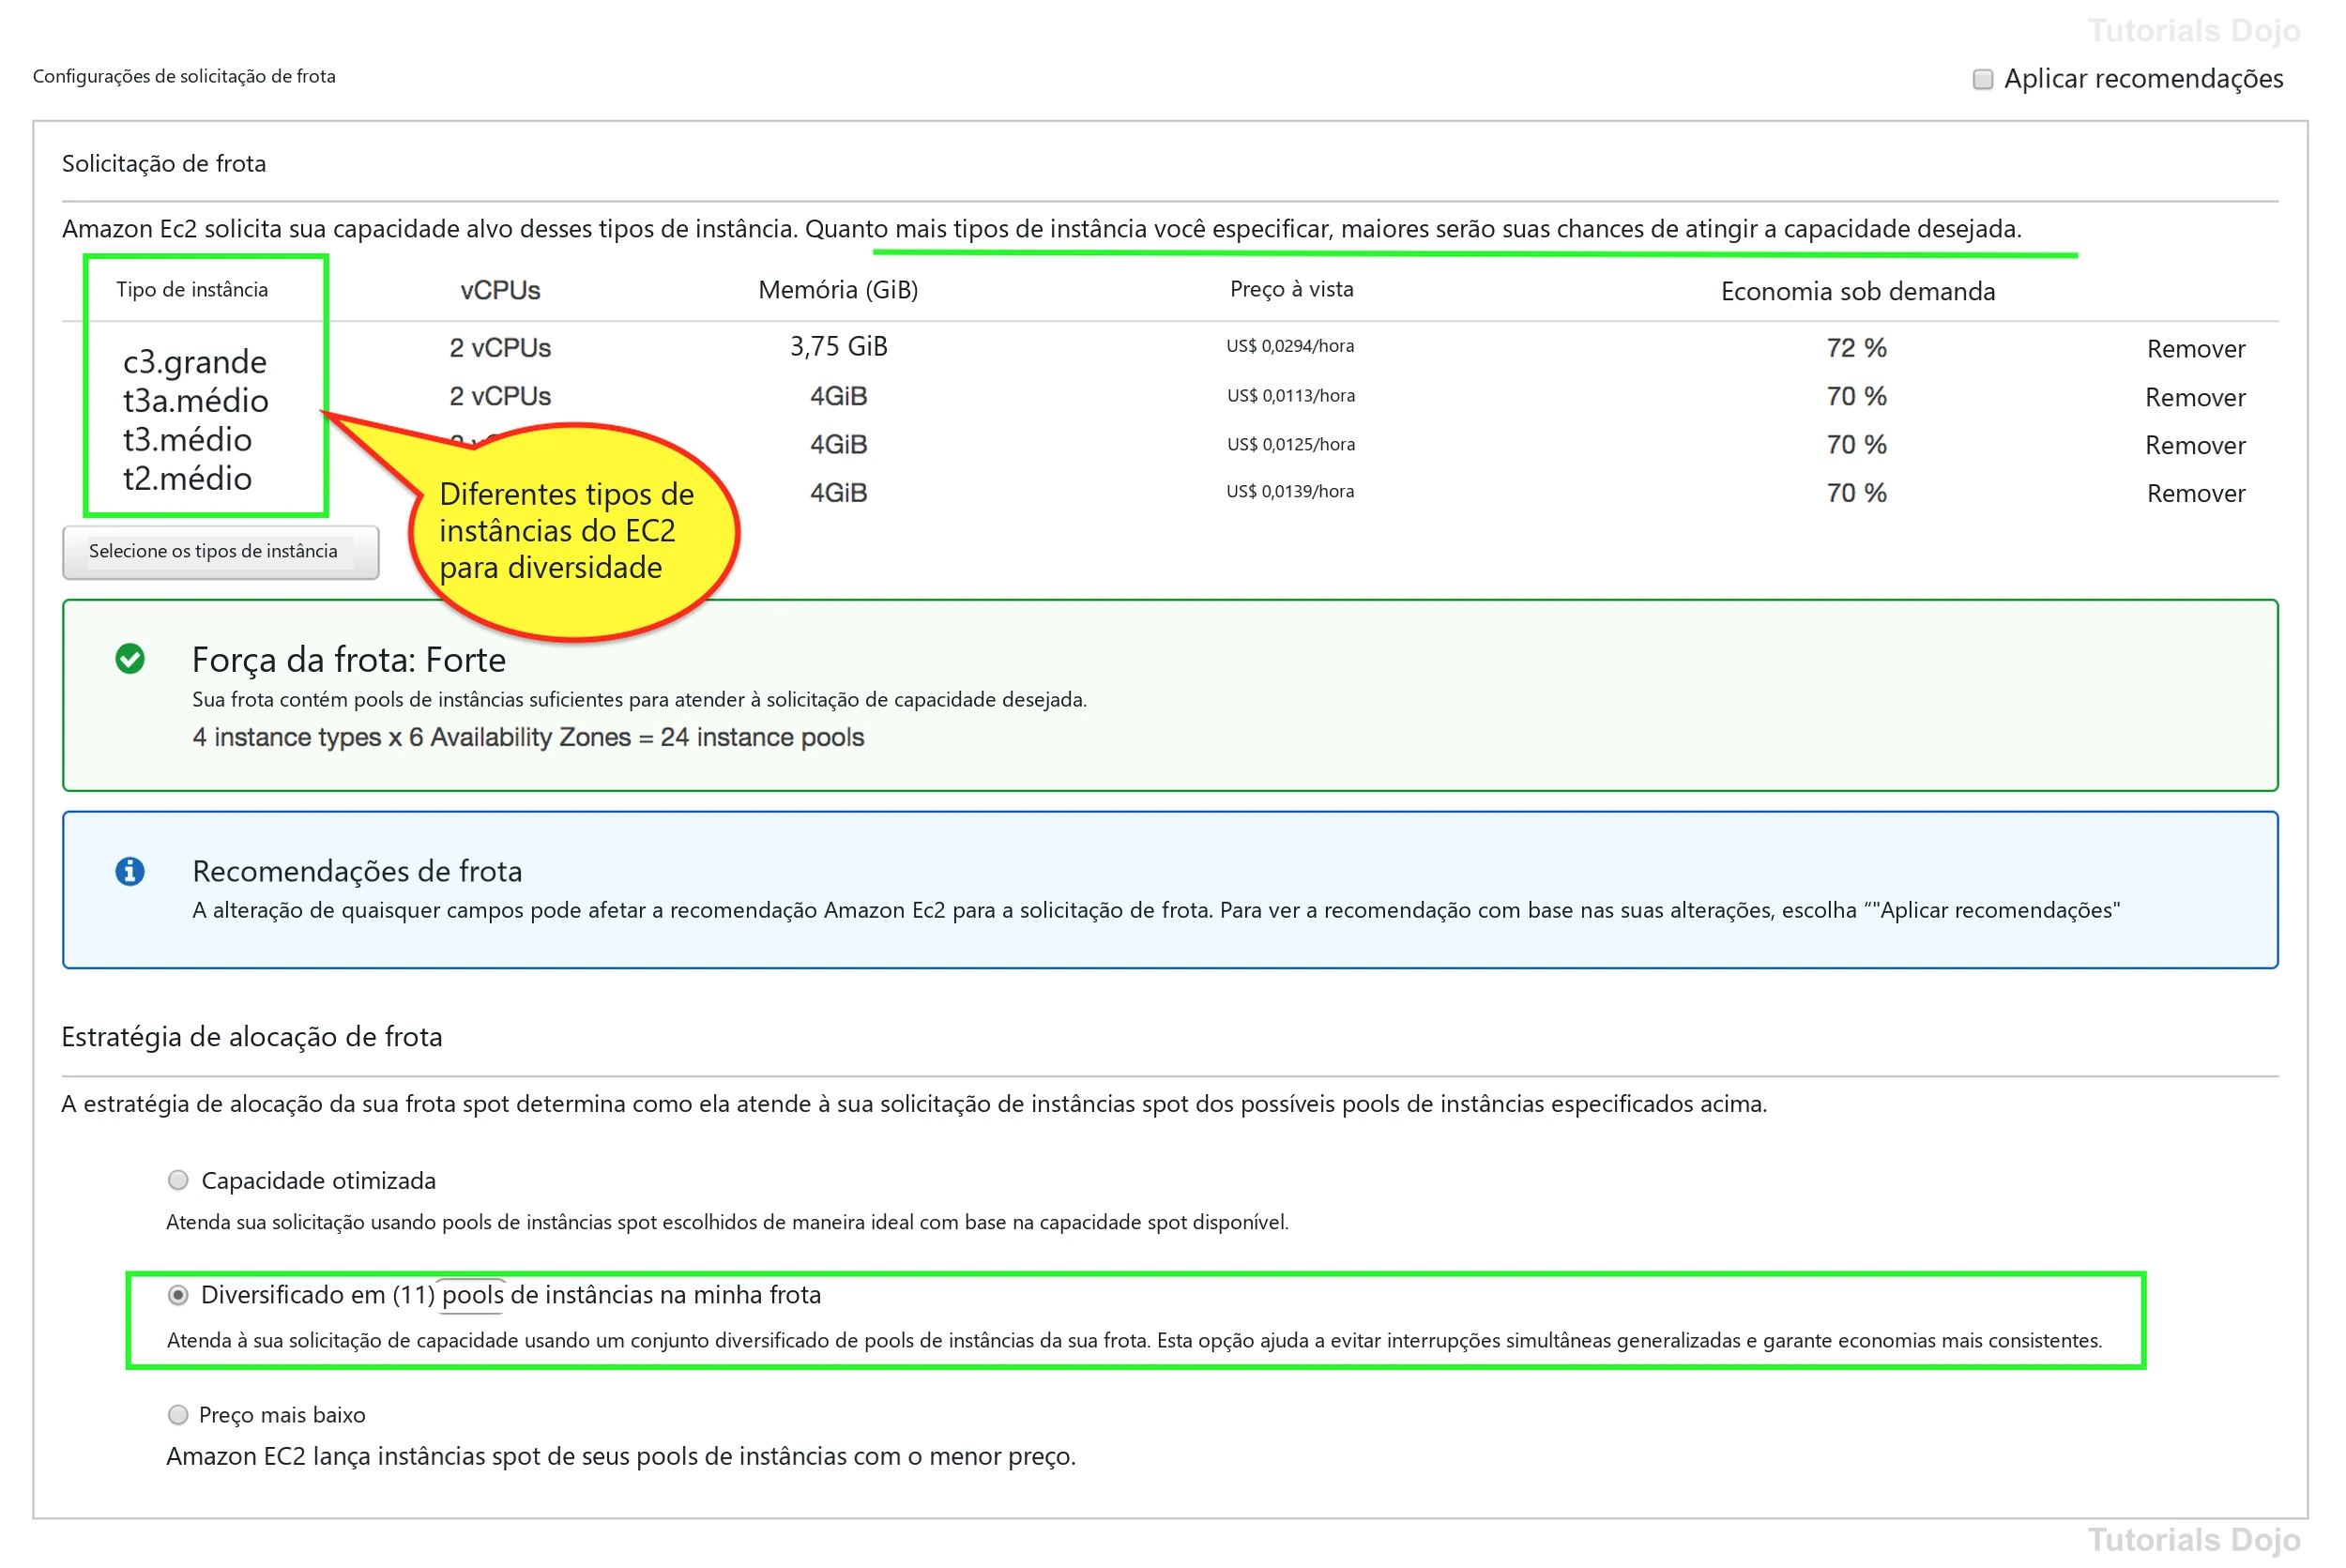 Tutorials Dojo
Configurações de solicitação de frota
Aplicar recomendações
Solicitação de frota
Amazon Ec2 solicita sua capacidade alvo desses tipos de instância. Quanto mais tipos de instância você especificar, maiores serão suas chances de atingir a capacidade desejada.
Tipo de instância vCPUs Memória (GiB) Preço à vista Economia sob demanda
c3.grande 2 vCPUs 3,75 GiB US$ 0,0294/hora 72 % Remover
t3a.médio 2 vCPUs 4GiB US$ 0,0113/hora 70 % Remover
t3.médio 4GiB US$ 0,0125/hora 70 % Remover
t2.médio 4GiB US$ 0,0139/hora 70 % Remover
Diferentes tipos de
instâncias do EC2
para diversidade
Selecione os tipos de instância
Força da frota: Forte
Sua frota contém pools de instâncias suficientes para atender à solicitação de capacidade desejada.
4 instance types x 6 Availability Zones = 24 instance pools
Recomendações de frota
A alteração de quaisquer campos pode afetar a recomendação Amazon Ec2 para a solicitação de frota. Para ver a recomendação com base nas suas alterações, escolha “"Aplicar recomendações"
Estratégia de alocação de frota
A estratégia de alocação da sua frota spot determina como ela atende à sua solicitação de instâncias spot dos possíveis pools de instâncias especificados acima.
Capacidade otimizada
Atenda sua solicitação usando pools de instâncias spot escolhidos de maneira ideal com base na capacidade spot disponível.
Diversificado em (11) pools de instâncias na minha frota
Atenda à sua solicitação de capacidade usando um conjunto diversificado de pools de instâncias da sua frota. Esta opção ajuda a evitar interrupções simultâneas generalizadas e garante economias mais consistentes.
Preço mais baixo
Amazon EC2 lança instâncias spot de seus pools de instâncias com o menor preço.
Tutorials Dojo